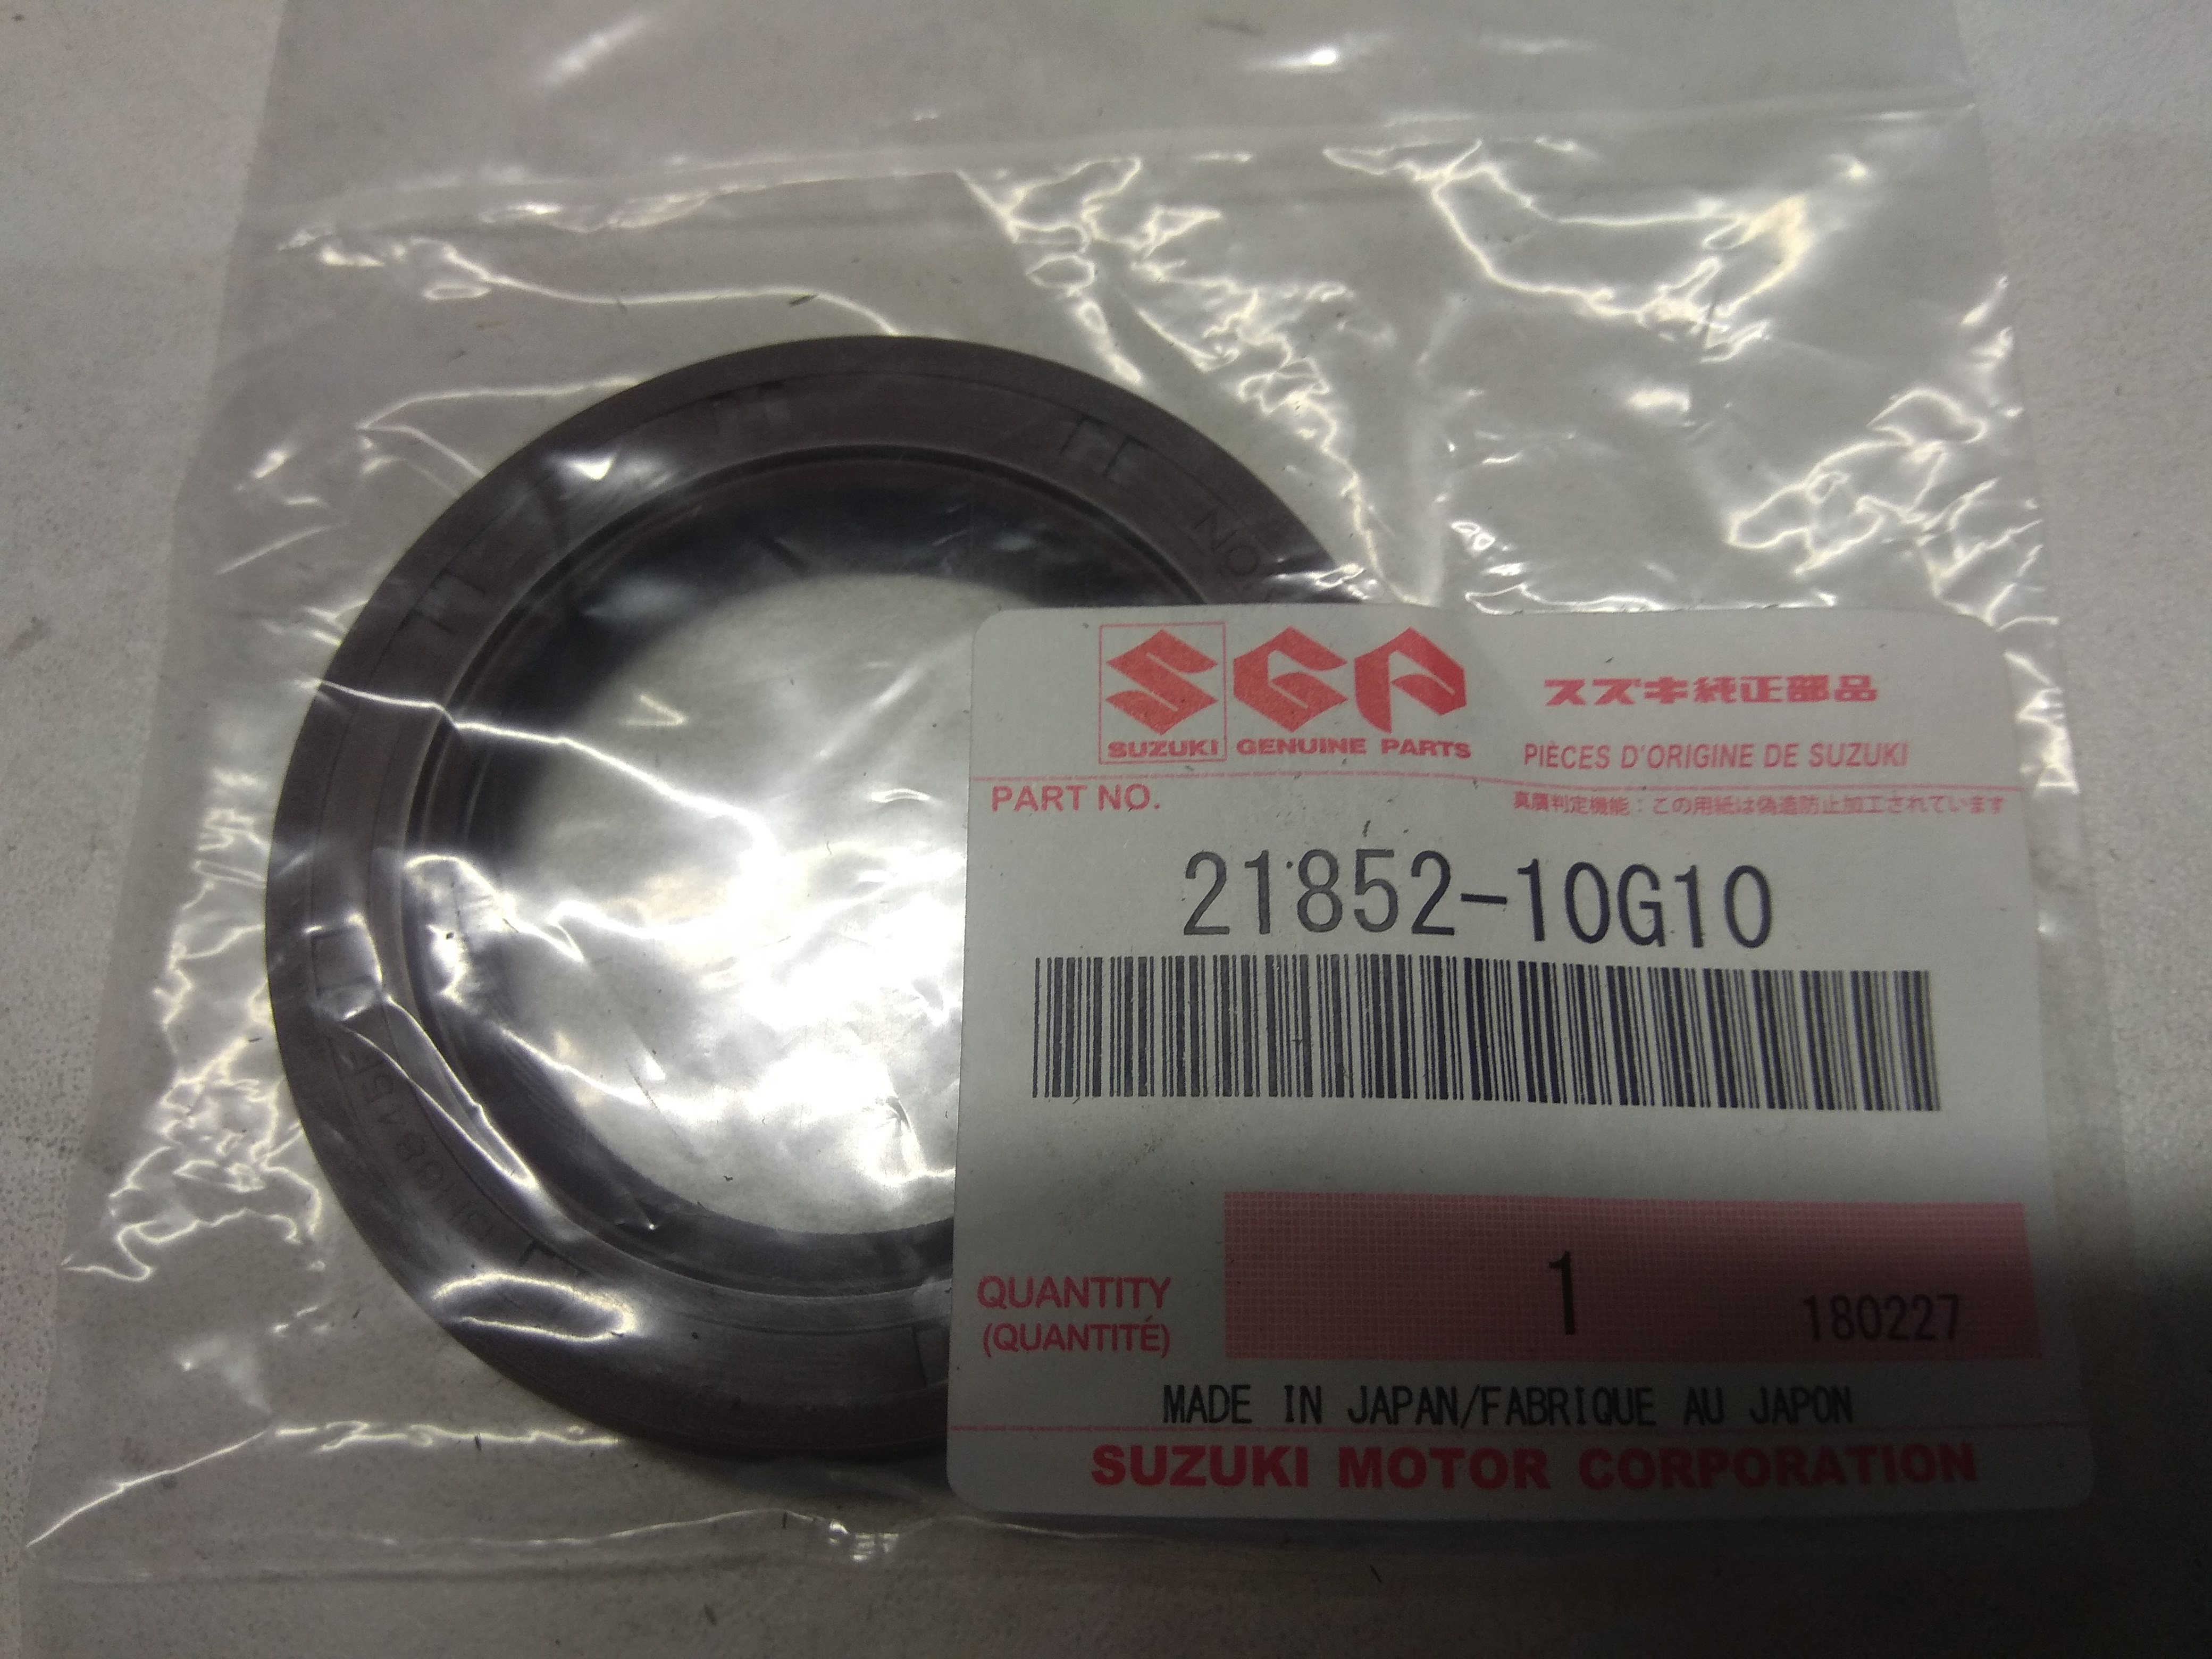 SUZUKI GENUINE PARTS
スズキ純正部品
PIÈCES D'ORIGINE DE SUZUKI
PART NO.
真贋判定機能：この用紙は偽造防止加工されています
21852-10G10
QUANTITY
(QUANTITÉ)
1
180227
MADE IN JAPAN/FABRIQUE AU JAPON
SUZUKI MOTOR CORPORATION
NO